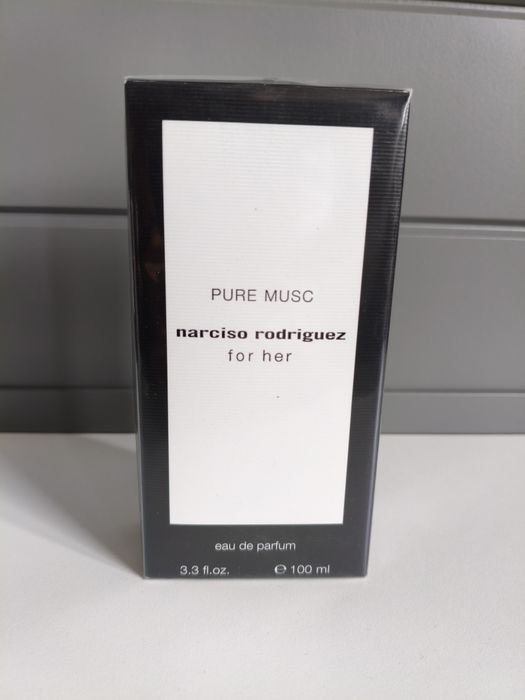 PURE MUSC
narciso rodriguez
for her
eau de parfum
3.3 fl.oz. ℮ 100 ml